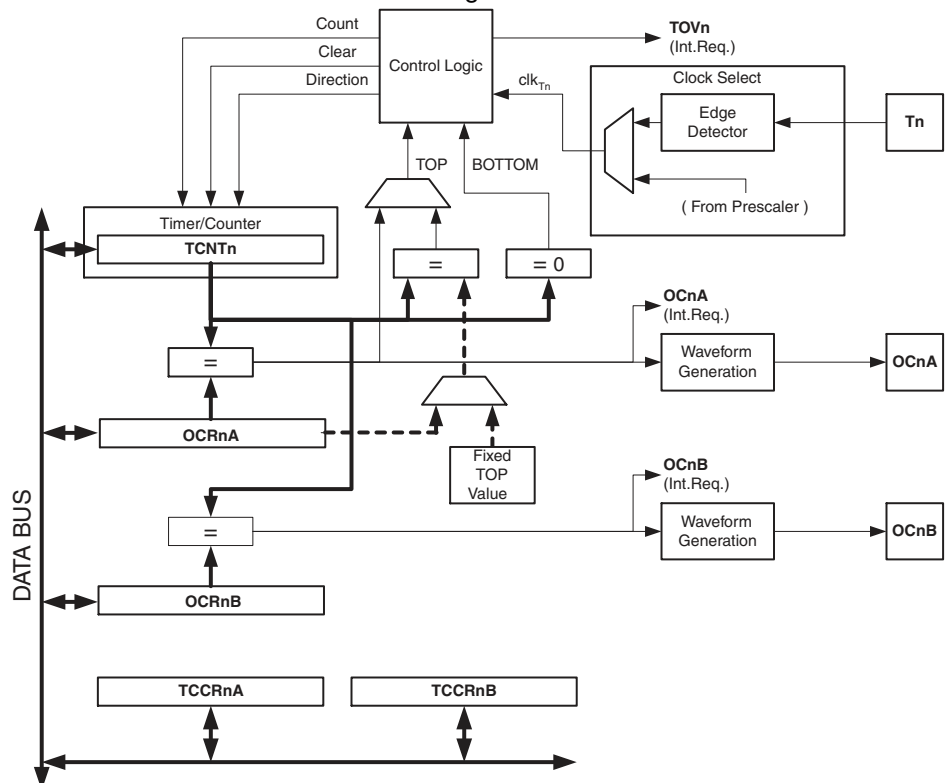 Count
Clear
Direction
Control Logic
TOVn
(Int.Req.)
clkTn
Clock Select
Edge
Detector
Tn
( From Prescaler )
TOP
BOTTOM
Timer/Counter
TCNTn
=
= 0
OCnA
(Int.Req.)
=
Waveform
Generation
OCnA
OCRnA
Fixed
TOP
Value
OCnB
(Int.Req.)
=
Waveform
Generation
OCnB
OCRnB
DATA BUS
TCCRnA
TCCRnB